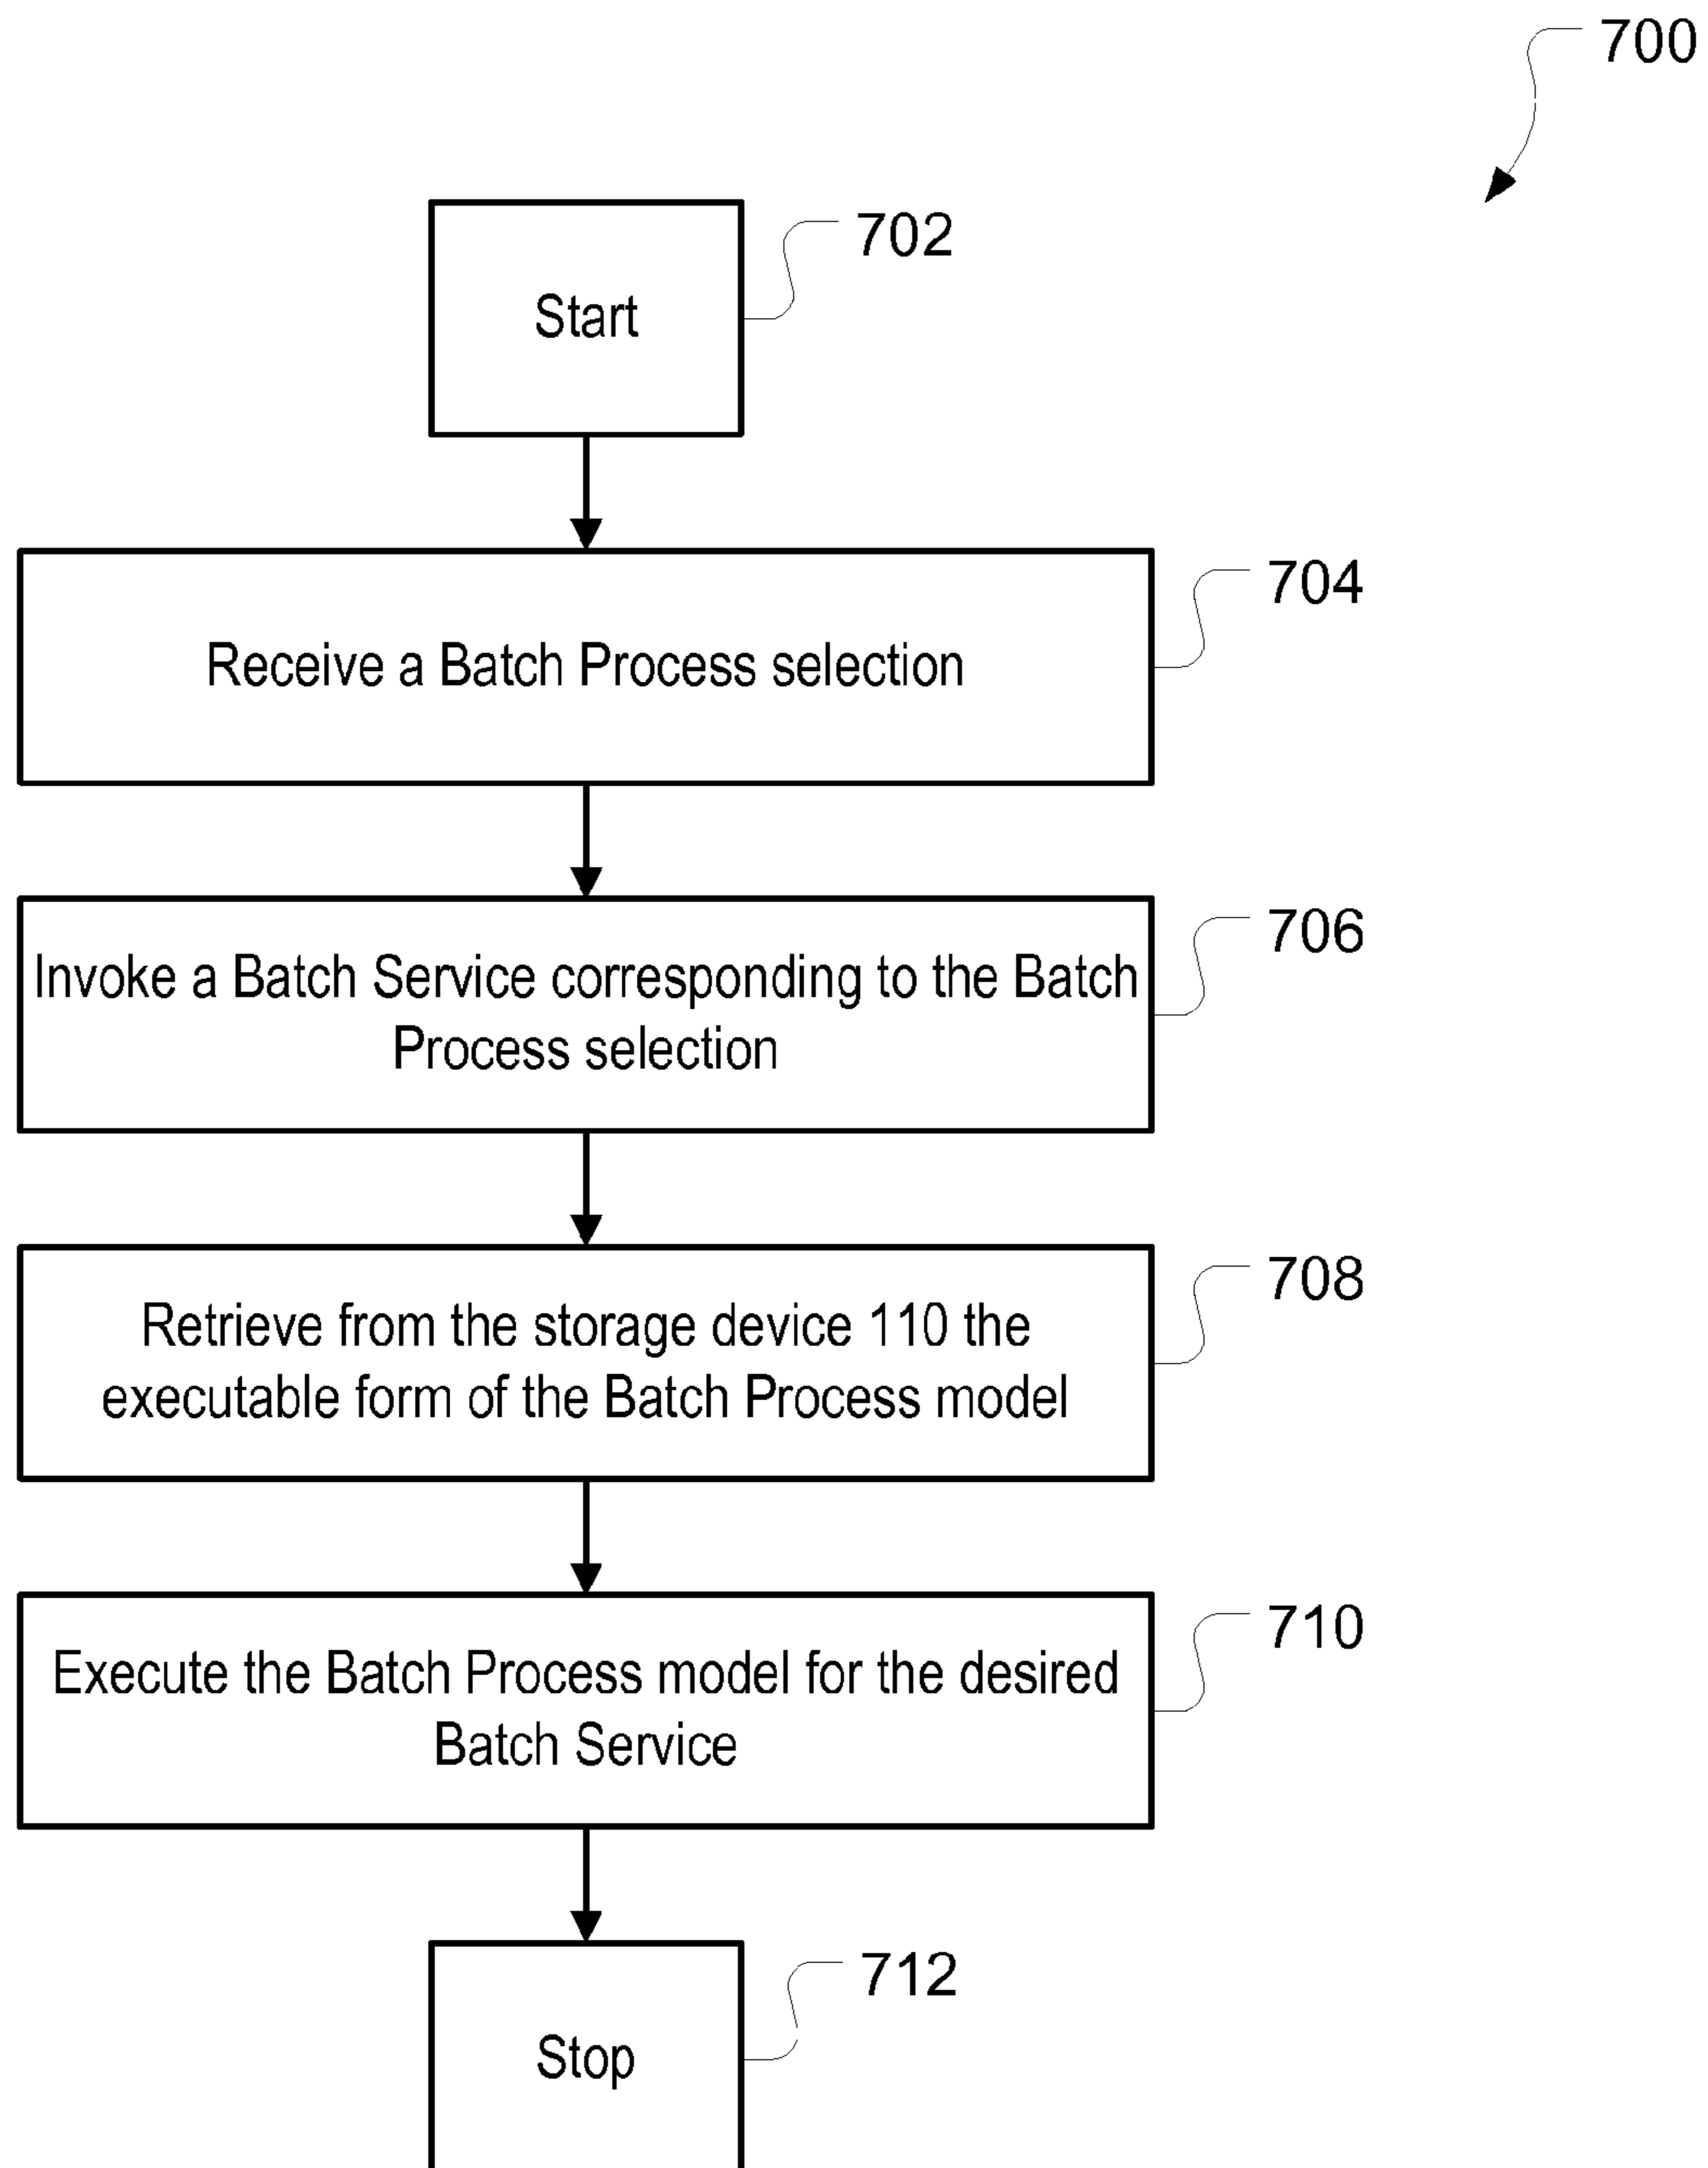 700
Start
702
Receive a Batch Process selection
704
Invoke a Batch Service corresponding to the Batch
Process selection
706
Retrieve from the storage device 110 the
executable form of the Batch Process model
708
Execute the Batch Process model for the desired
Batch Service
710
Stop
712